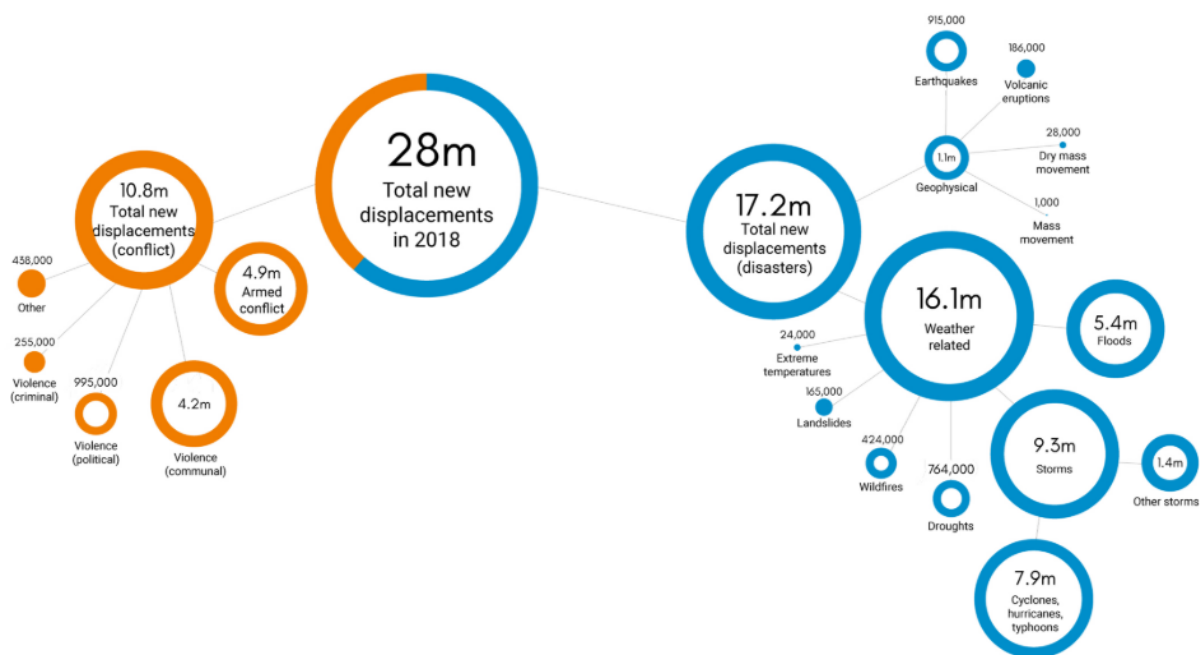 28m
Total new
displacements
in 2018
10.8m
Total new
displacements
(conflict)
438,000
Other
255,000
Violence
(criminal)
995,000
Violence
(political)
4.2m
Violence
(communal)
4.9m
Armed
conflict
17.2m
Total new
displacements
(disasters)
1.1m
Geophysical
915,000
Earthquakes
186,000
Volcanic
eruptions
28,000
Dry mass
movement
1,000
Mass
movement
16.1m
Weather
related
24,000
Extreme
temperatures
165,000
Landslides
424,000
Wildfires
764,000
Droughts
5.4m
Floods
9.3m
Storms
1.4m
Other storms
7.9m
Cyclones,
hurricanes,
typhoons